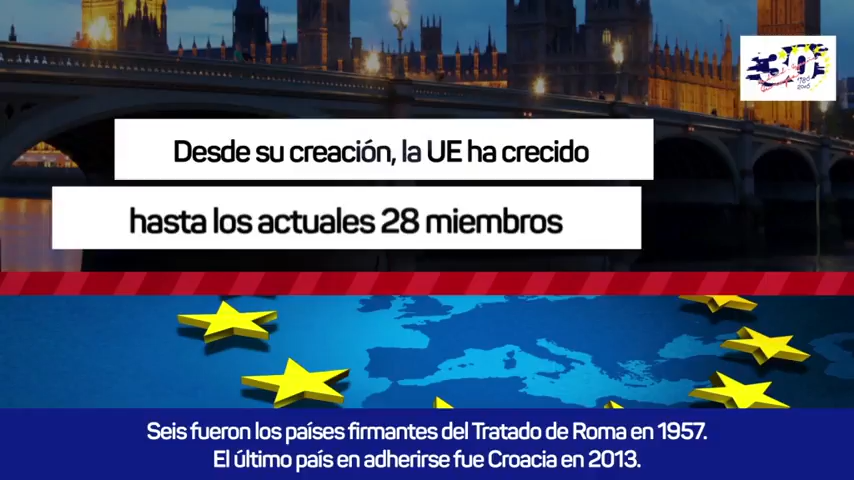 30
Desde su creación, la UE ha crecido
hasta los actuales 28 miembros
Seis fueron los países firmantes del Tratado de Roma en 1957.
El último país en adherirse fue Croacia en 2013.